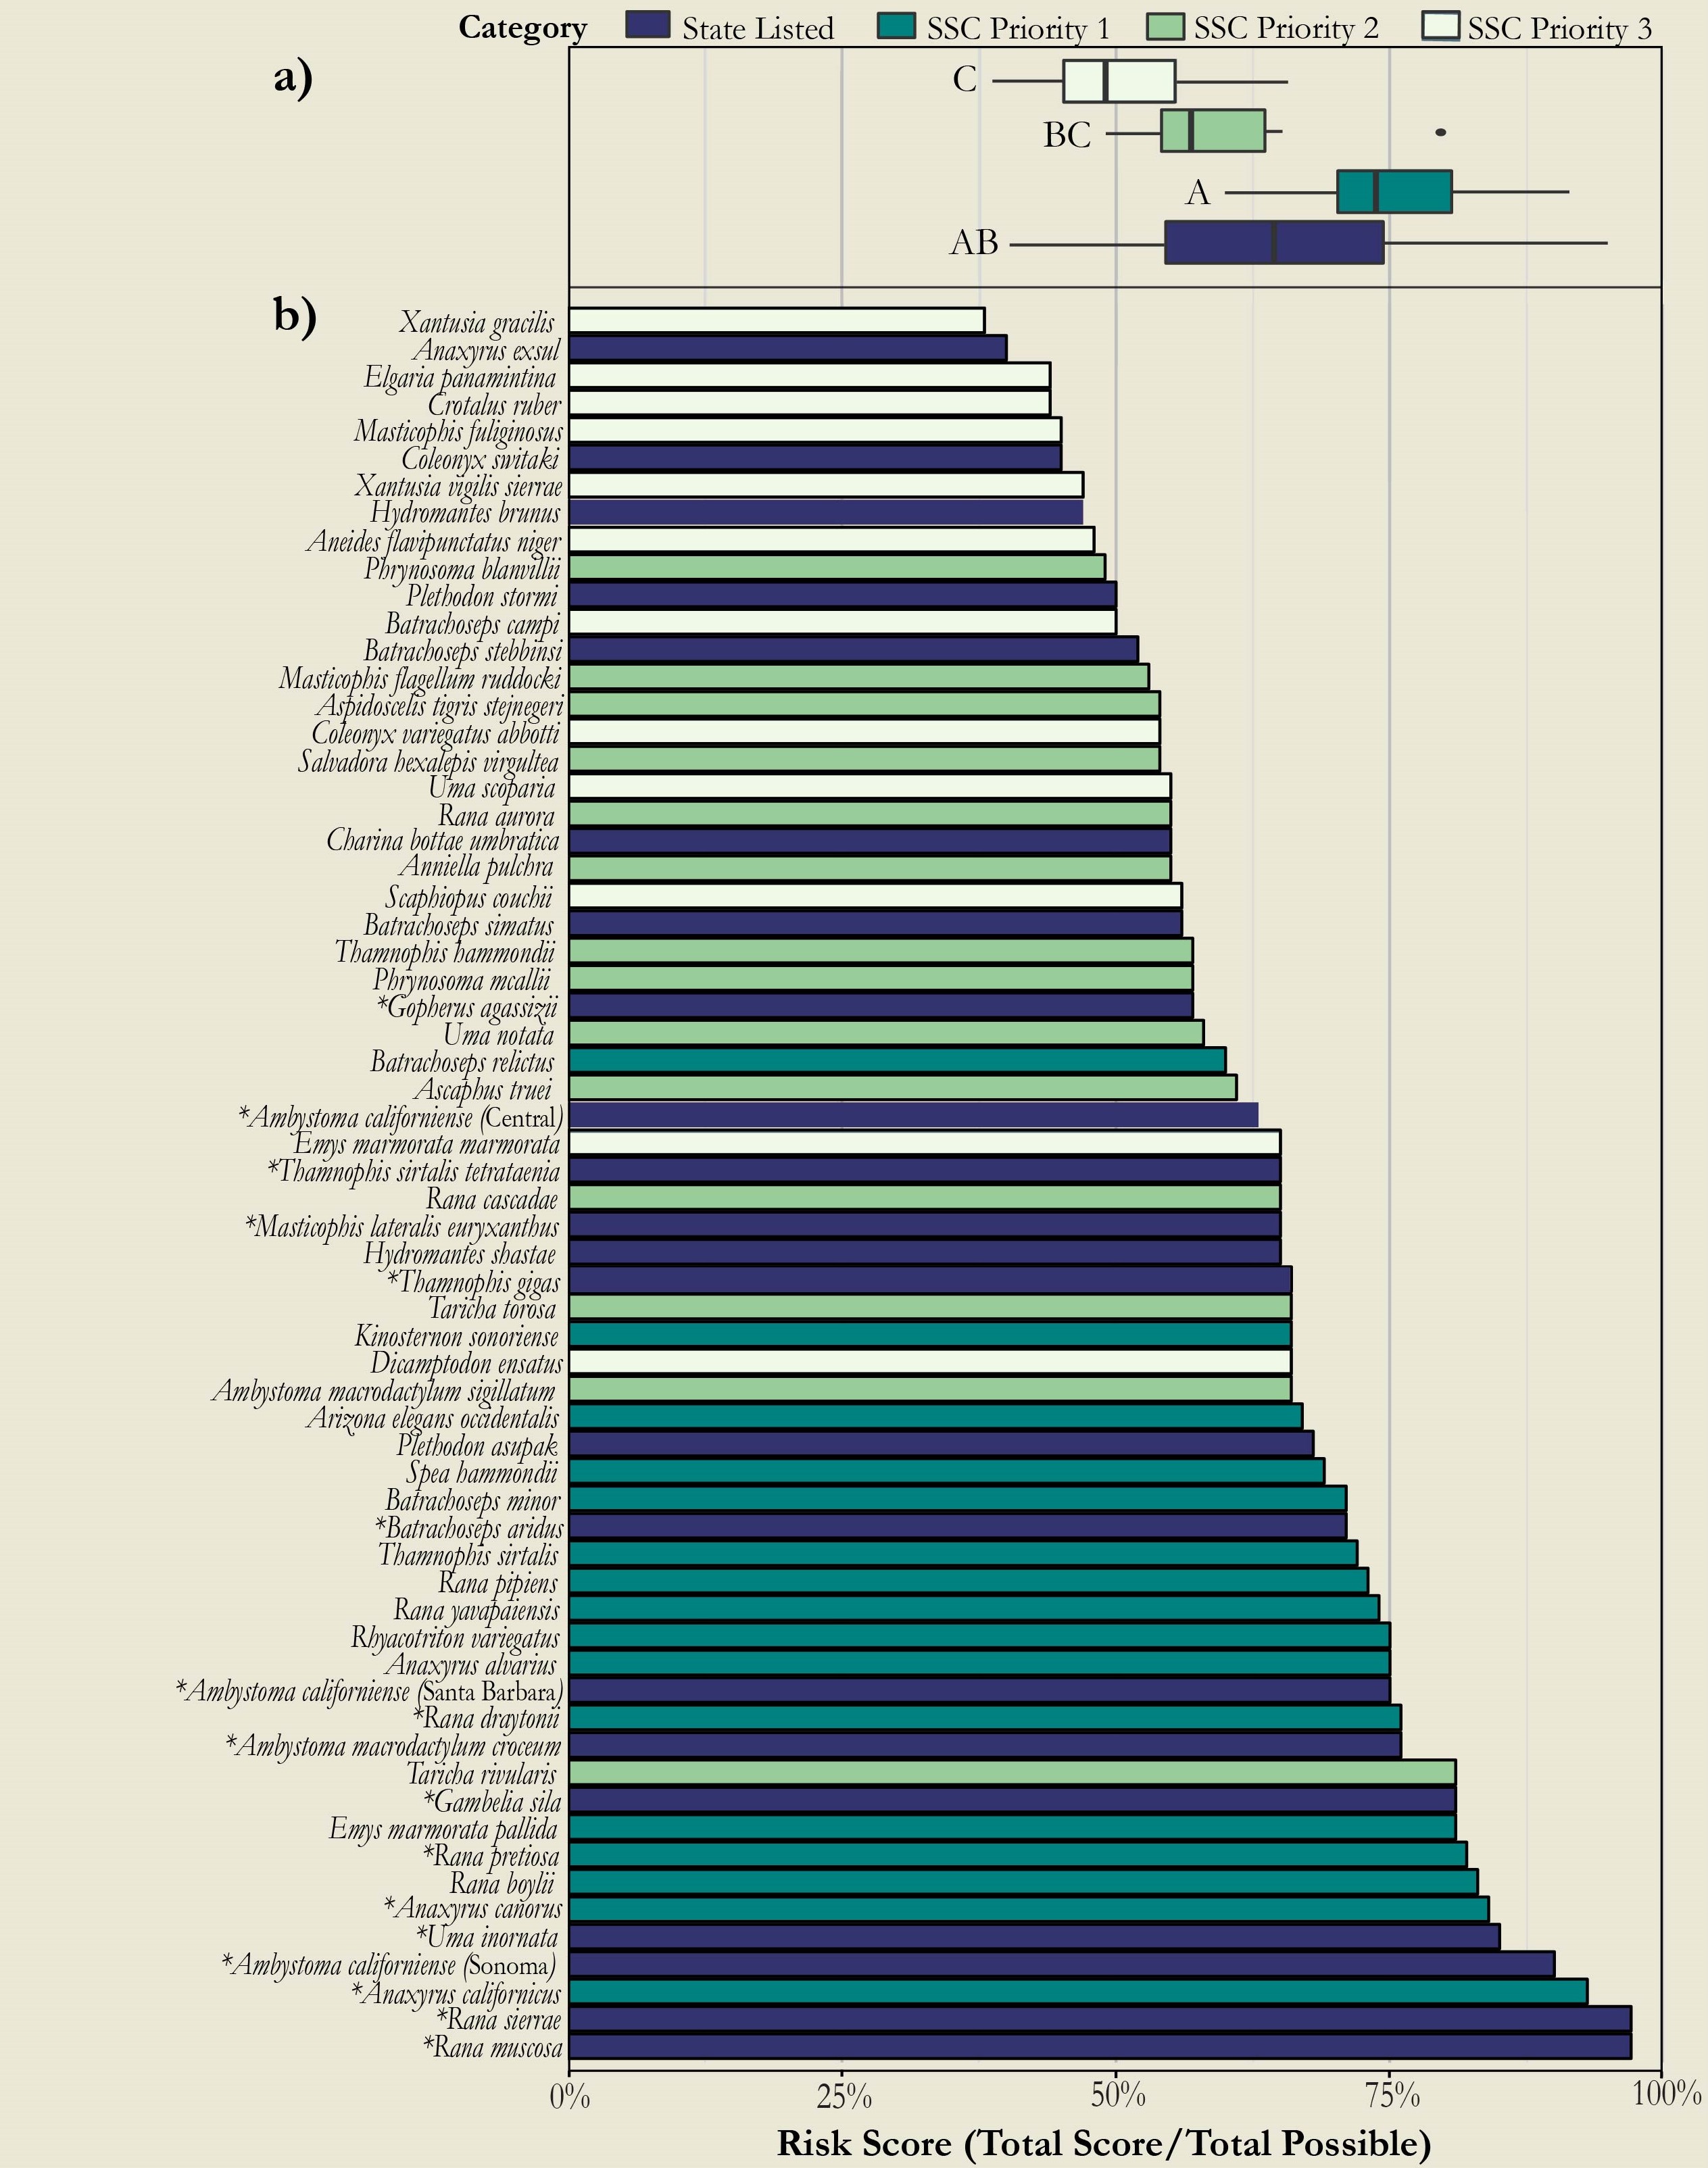 Category State Listed SSC Priority 1 SSC Priority 2 SSC Priority 3
a)
C
BC
A
AB
b)
Xantusia gracilis
Anaxyrus exsul
Elgaria panamintina
Crotalus ruber
Masticophis fuliginosus
Coleonyx switaki
Xantusia vigilis sierrae
Hydromantes brunus
Aneides flavipunctatus niger
Phrynosoma blanvillii
Plethodon stormi
Batrachoseps campi
Batrachoseps stebbinsi
Masticophis flagellum ruddocki
Aspidoscelis tigris stejnegeri
Coleonyx variegatus abbotti
Salvadora hexalepis virgultea
Uma scoparia
Rana aurora
Charina bottae umbratica
Anniella pulchra
Scaphiopus couchii
Batrachoseps simatus
Thamnophis hammondii
Phrynosoma mcallii
*Gopherus agassizii
Uma notata
Batrachoseps relictus
Ascaphus truei
*Ambystoma californiense (Central)
Emys marmorata marmorata
*Thamnophis sirtalis tetrataenia
Rana cascadae
*Masticophis lateralis euryxanthus
Hydromantes shastae
*Thamnophis gigas
Taricha torosa
Kinosternon sonoriense
Dicamptodon ensatus
Ambystoma macrodactylum sigillatum
Arizona elegans occidentalis
Plethodon asupak
Spea hammondii
Batrachoseps minor
*Batrachoseps aridus
Thamnophis sirtalis
Rana pipiens
Rana yavapaiensis
Rhyacotriton variegatus
Anaxyrus alvarius
*Ambystoma californiense (Santa Barbara)
*Rana draytonii
*Ambystoma macrodactylum croceum
Taricha rivularis
*Gambelia sila
Emys marmorata pallida
*Rana pretiosa
Rana boylii
*Anaxyrus canorus
*Uma inornata
*Ambystoma californiense (Sonoma)
*Anaxyrus californicus
*Rana sierrae
*Rana muscosa
0% 25% 50% 75% 100%
Risk Score (Total Score/Total Possible)